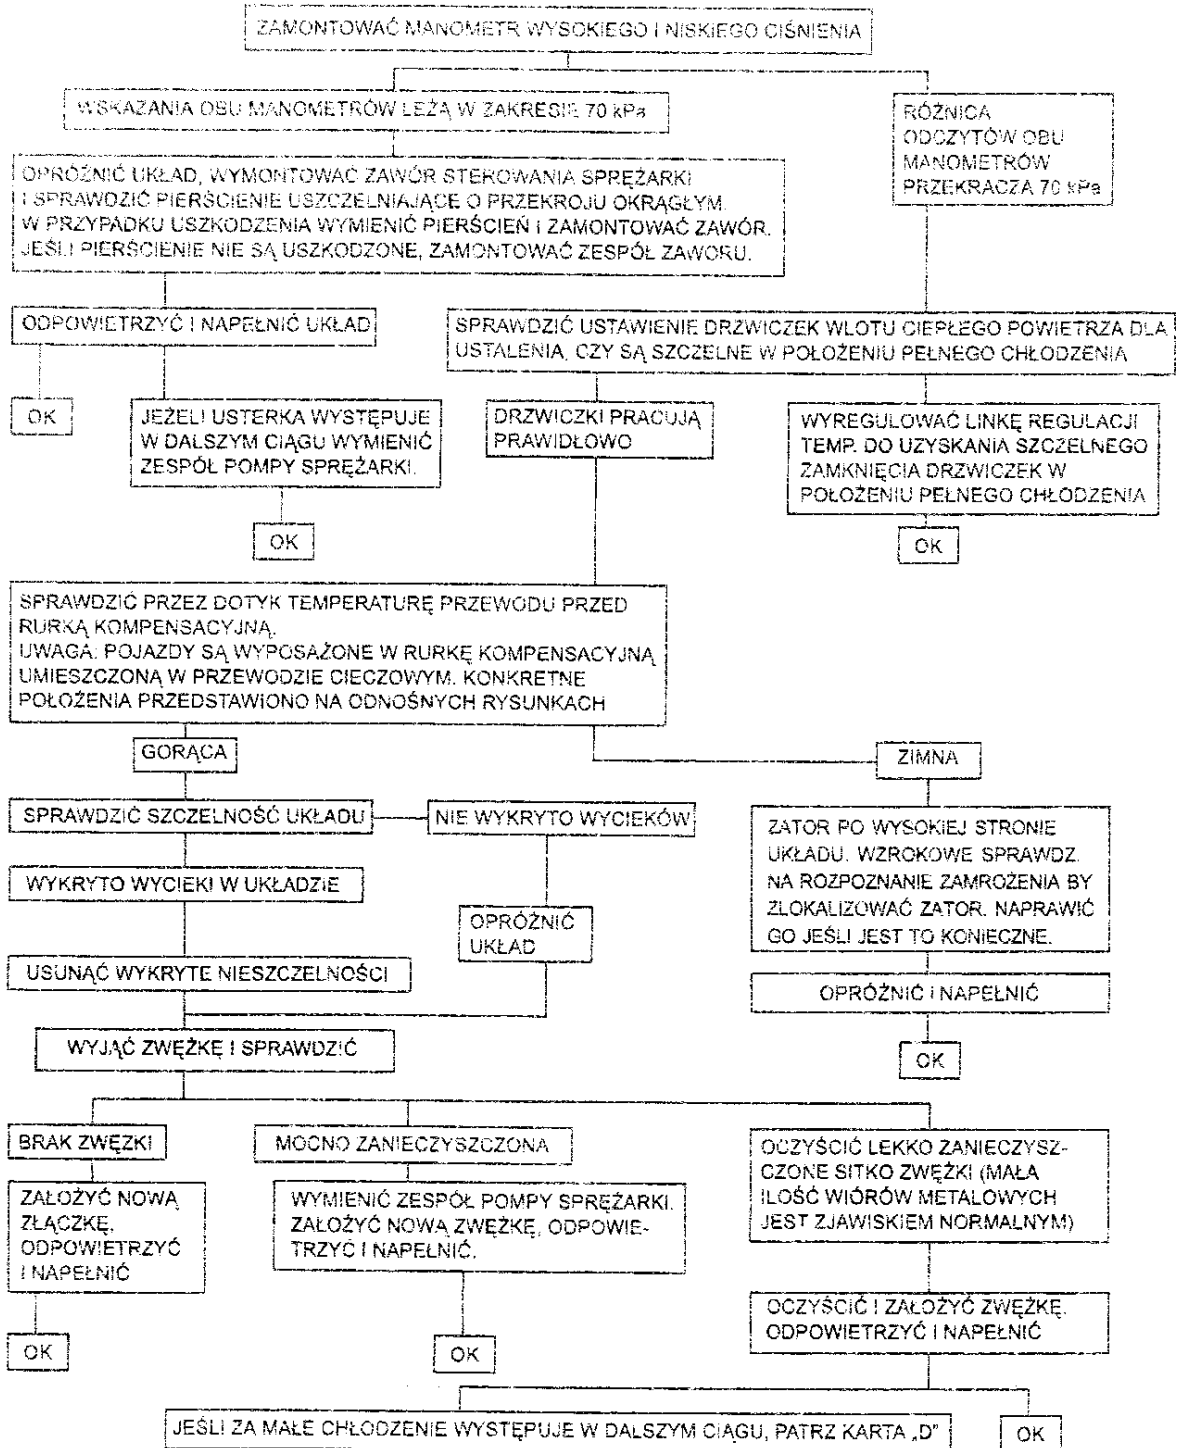 ZAMONTOWAĆ MANOMETR WYSOKIEGO I NISKIEGO CIŚNIENIA
WSKAZANIA OBU MANOMETRÓW LEŻĄ W ZAKRESIE 70 kPa
RÓŻNICA
ODCZYTÓW OBU
MANOMETRÓW
PRZEKRACZA 70 kPa
OPRÓŻNIĆ UKŁAD, WYMONTOWAĆ ZAWÓR STEROWANIA SPRĘŻARKI
I SPRAWDZIĆ PIERŚCIENIE USZCZELNIAJĄCE O PRZEKROJU OKRĄGŁYM.
W PRZYPADKU USZKODZENIA WYMIENIĆ PIERŚCIEŃ I ZAMONTOWAĆ ZAWÓR.
JEŚLI PIERŚCIENIE NIE SĄ USZKODZONE, ZAMONTOWAĆ ZESPÓŁ ZAWORU.
ODPOWIETRZYĆ I NAPEŁNIĆ UKŁAD
SPRAWDZIĆ USTAWIENIE DRZWICZEK WLOTU CIEPŁEGO POWIETRZA DLA
USTALENIA, CZY SĄ SZCZELNE W POŁOŻENIU PEŁNEGO CHŁODZENIA
OK
JEŻELI USTERKA WYSTĘPUJE
W DALSZYM CIĄGU WYMIENIĆ
ZESPÓŁ POMPY SPRĘŻARKI.
DRZWICZKI PRACUJĄ
PRAWIDŁOWO
WYREGULOWAĆ LINKĘ REGULACJI
TEMP. DO UZYSKANIA SZCZELNEGO
ZAMKNIĘCIA DRZWICZEK W
POŁOŻENIU PEŁNEGO CHŁODZENIA
OK
OK
SPRAWDZIĆ PRZEZ DOTYK TEMPERATURĘ PRZEWODU PRZED
RURKĄ KOMPENSACYJNĄ.
UWAGA: POJAZDY SĄ WYPOSAŻONE W RURKĘ KOMPENSACYJNĄ
UMIESZCZONĄ W PRZEWODZIE CIECZOWYM. KONKRETNE
POŁOŻENIA PRZEDSTAWIONO NA ODNOŚNYCH RYSUNKACH
GORĄCA
ZIMNA
SPRAWDZIĆ SZCZELNOŚĆ UKŁADU
NIE WYKRYTO WYCIEKÓW
ZATOR PO WYSOKIEJ STRONIE
UKŁADU. WZROKOWE SPRAWDZ.
NA ROZPOZNANIE ZAMROŻENIA BY
ZLOKALIZOWAĆ ZATOR. NAPRAWIĆ
GO JEŚLI JEST TO KONIECZNE.
WYKRYTO WYCIEKI W UKŁADZIE
OPRÓŻNIĆ
UKŁAD
USUNĄĆ WYKRYTE NIESZCZELNOŚCI
OPRÓŻNIĆ I NAPEŁNIĆ
WYJĄĆ ZWĘŻKĘ I SPRAWDZIĆ
OK
BRAK ZWĘZKI
MOCNO ZANIECZYSZCZONA
OCZYŚCIĆ LEKKO ZANIECZYSZ-
CZONE SITKO ZWĘŻKI (MAŁA
ILOŚĆ WIÓRÓW METALOWYCH
JEST ZJAWISKIEM NORMALNYM)
ZAŁOŻYĆ NOWĄ
ZŁĄCZKĘ.
ODPOWIETRZYĆ
I NAPEŁNIĆ
WYMIENIĆ ZESPÓŁ POMPY SPRĘŻARKI.
ZAŁOŻYĆ NOWĄ ZWĘŻKĘ, ODPOWIE-
TRZYĆ I NAPEŁNIĆ.
OCZYŚCIĆ I ZAŁOŻYĆ ZWĘŻKĘ.
ODPOWIETRZYĆ I NAPEŁNIĆ
OK
OK
JEŚLI ZA MAŁE CHŁODZENIE WYSTĘPUJE W DALSZYM CIĄGU, PATRZ KARTA „D”
OK